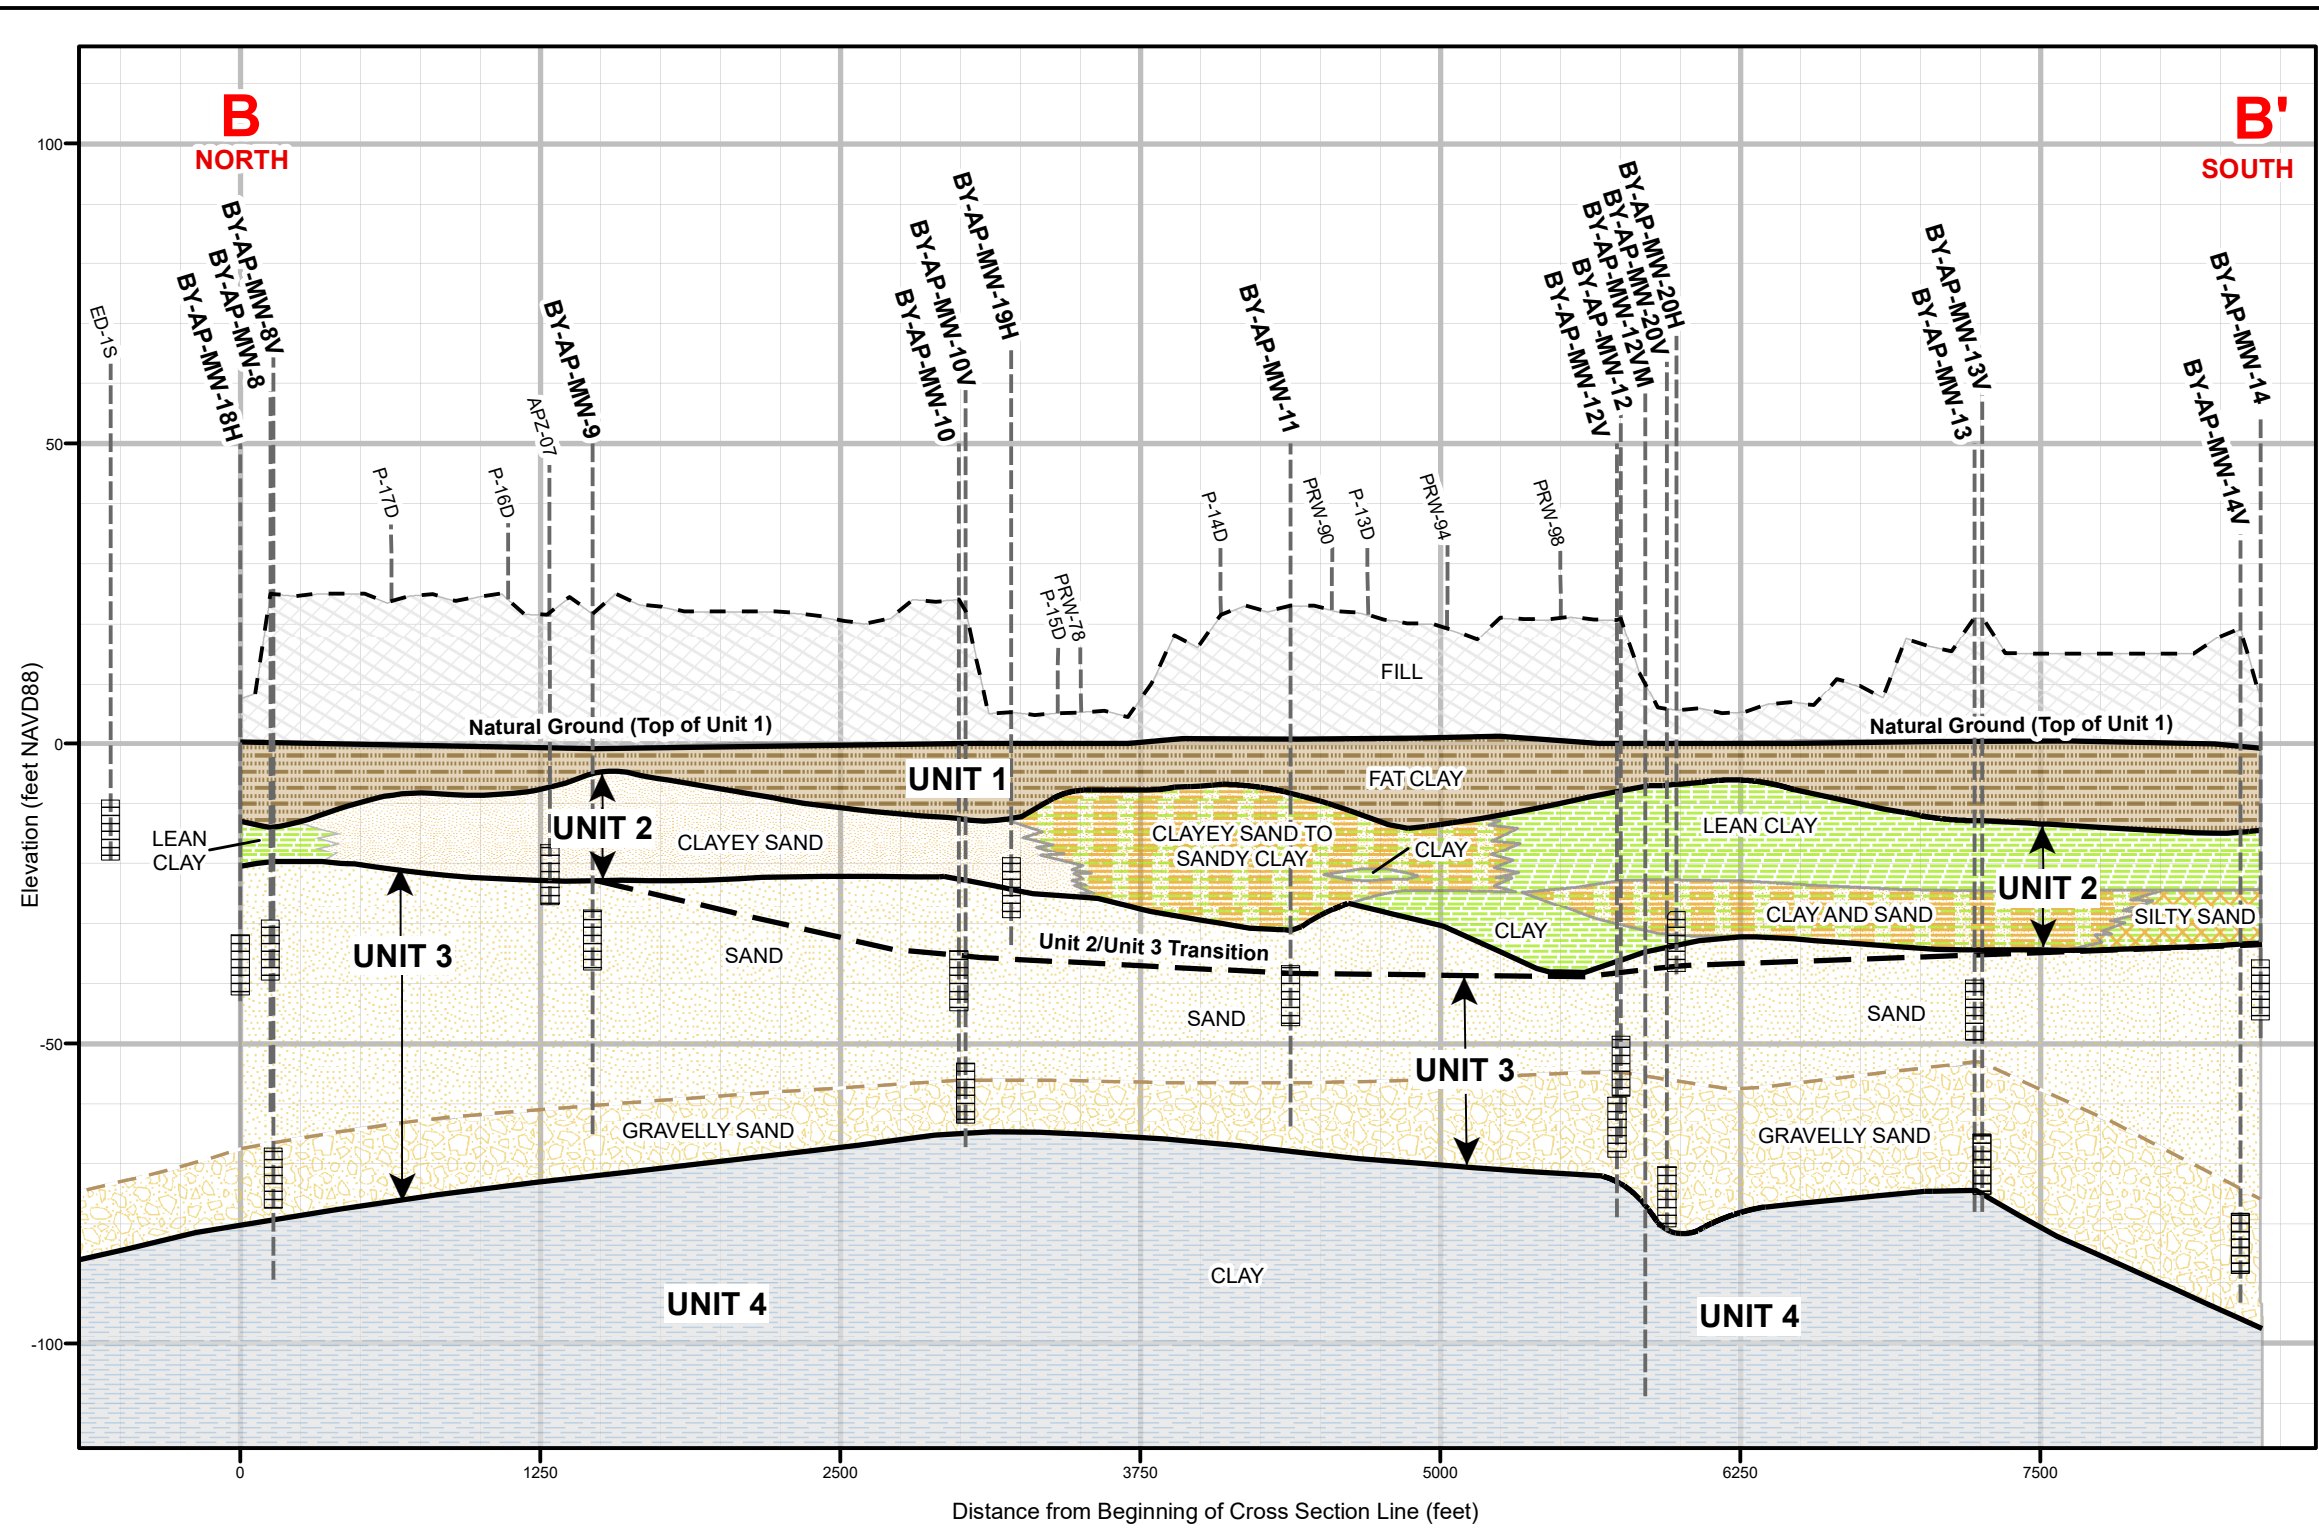 B
NORTH
B'
SOUTH
100
50
0
-50
-100
Elevation (feet NAVD88)
ED-1S
BY-AP-MW-18H
BY-AP-MW-8
BY-AP-MW-8V
P-17D
P-16D
APZ-07
BY-AP-MW-9
BY-AP-MW-10
BY-AP-MW-10V
BY-AP-MW-19H
P-15D
PRW-78
P-14D
BY-AP-MW-11
PRW-90
P-13D
PRW-94
PRW-98
BY-AP-MW-12V
BY-AP-MW-12
BY-AP-MW-12VM
BY-AP-MW-20V
BY-AP-MW-20H
BY-AP-MW-13
BY-AP-MW-13V
BY-AP-MW-14V
BY-AP-MW-14
FILL
Natural Ground (Top of Unit 1)
Natural Ground (Top of Unit 1)
UNIT 1
FAT CLAY
LEAN
CLAY
UNIT 2
CLAYEY SAND
CLAYEY SAND TO
SANDY CLAY
CLAY
LEAN CLAY
UNIT 2
CLAY AND SAND
SILTY SAND
CLAY
UNIT 3
SAND
Unit 2/Unit 3 Transition
SAND
SAND
UNIT 3
GRAVELLY SAND
GRAVELLY SAND
CLAY
UNIT 4
UNIT 4
0
1250
2500
3750
5000
6250
7500
Distance from Beginning of Cross Section Line (feet)